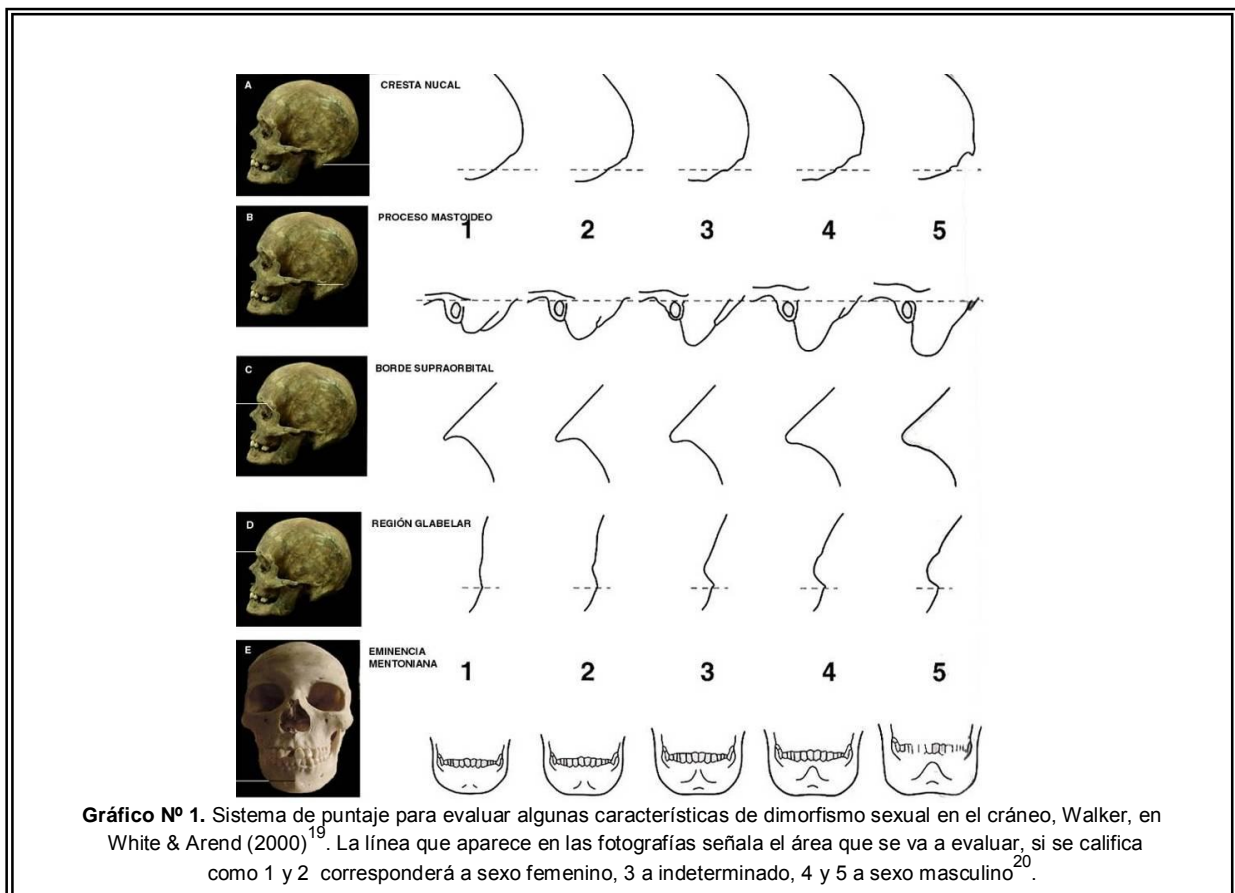 A
CRESTA NUCAL
B
PROCESO MASTOIDEO
1 2 3 4 5
C
BORDE SUPRAORBITAL
D
REGIÓN GLABELAR
E
EMINENCIA
MENTONIANA
1 2 3 4 5
Gráfico Nº 1. Sistema de puntaje para evaluar algunas características de dimorfismo sexual en el cráneo, Walker, en
White & Arend (2000)19. La línea que aparece en las fotografías señala el área que se va a evaluar, si se califica
como 1 y 2 corresponderá a sexo femenino, 3 a indeterminado, 4 y 5 a sexo masculino20.